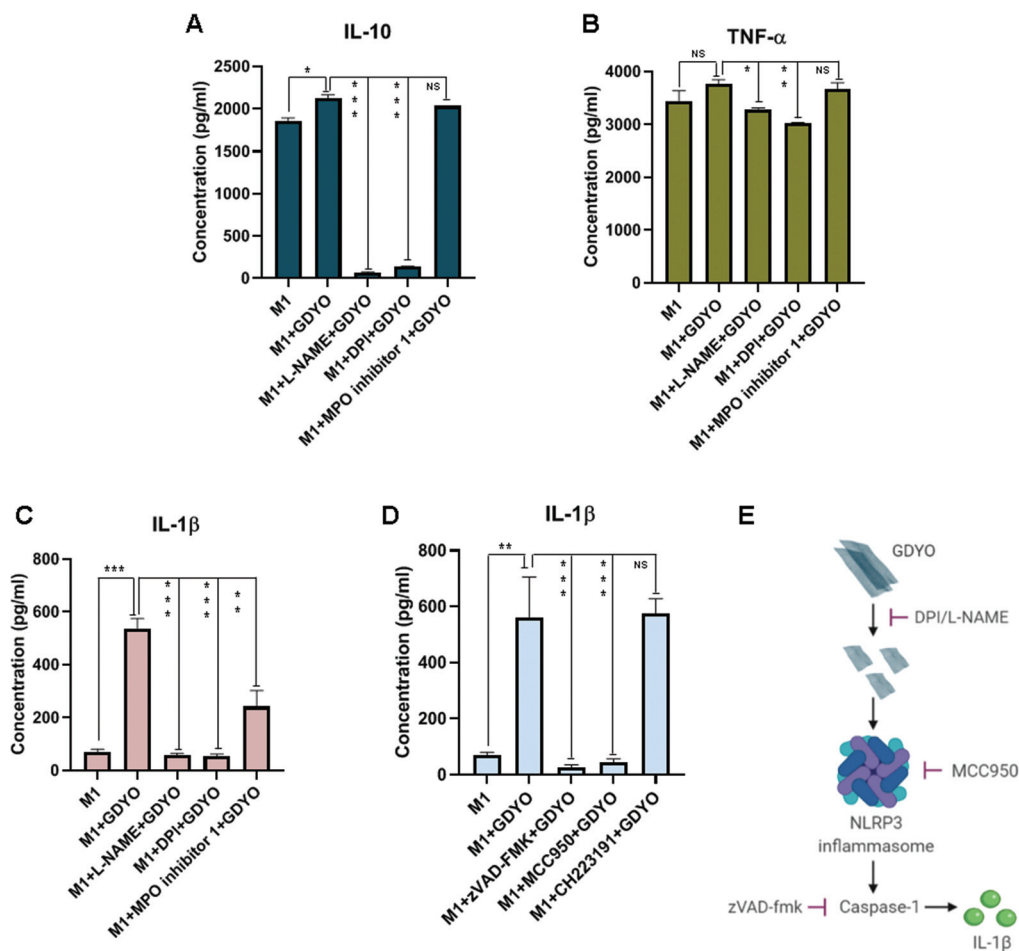 A
IL-10
Concentration (pg/ml)
2500
2000
1500
1000
500
0
*
***
***
NS
M1
M1+GDYO
M1+L-NAME+GDYO
M1+DPI+GDYO
M1+MPO inhibitor 1+GDYO
B
TNF-α
Concentration (pg/ml)
4000
3000
2000
1000
0
NS
*
**
NS
M1
M1+GDYO
M1+L-NAME+GDYO
M1+DPI+GDYO
M1+MPO inhibitor 1+GDYO
C
IL-1β
Concentration (pg/ml)
800
600
400
200
0
***
***
***
**
M1
M1+GDYO
M1+L-NAME+GDYO
M1+DPI+GDYO
M1+MPO inhibitor 1+GDYO
D
IL-1β
Concentration (pg/ml)
800
600
400
200
0
**
***
***
NS
M1
M1+GDYO
M1+zVAD-FMK+GDYO
M1+MCC950+GDYO
M1+CH223191+GDYO
E
GDYO
DPI/L-NAME
MCC950
NLRP3
inflammasome
zVAD-fmk
Caspase-1
IL-1β